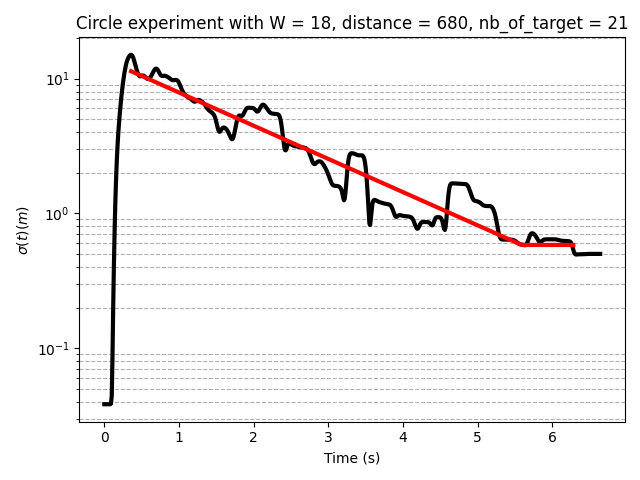 Circle experiment with W = 18, distance = 680, nb_of_target = 21
σ(t)(m)
10¹
10⁰
10⁻¹
0 1 2 3 4 5 6
Time (s)